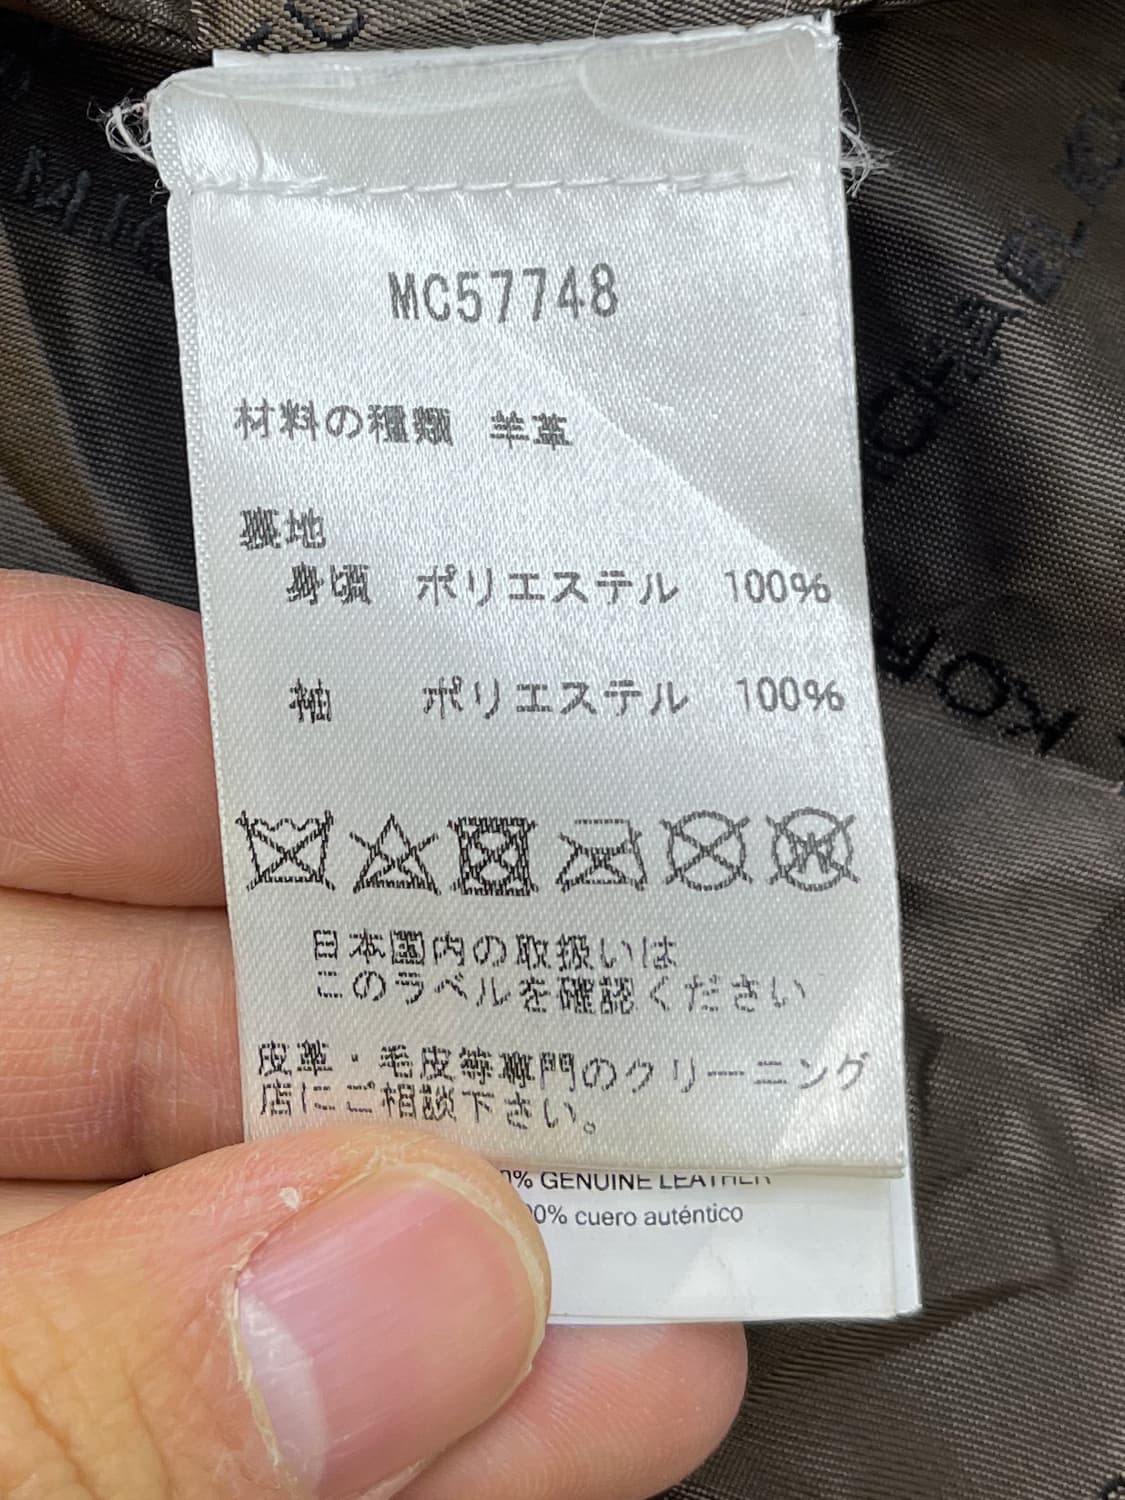 MC57748
材料の種類 羊革
裏地
身頃 ポリエステル 100%
袖 ポリエステル 100%
日本国内の取扱いは
このラベルを確認ください
皮革・毛皮等専門のクリーニング
店にご相談下さい。
0% GENUINE LEATHER
00% cuero auténtico
KOR